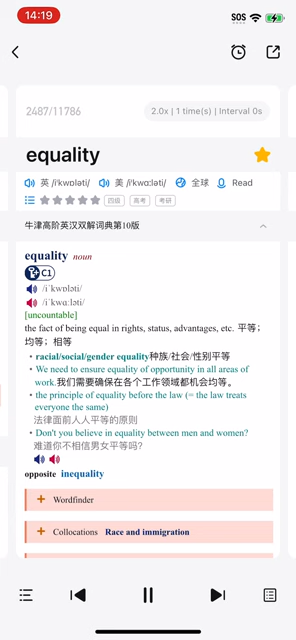 14:19
SOS
2487/11786
2.0x | 1 time(s) | Interval 0s
equality
英 /iˈkwɒləti/ 美 /iˈkwɑːləti/ 全球 Read
四级 高考 考研
牛津高阶英汉双解词典第10版
equality noun
C1
/iˈkwɒləti/
/iˈkwɑːləti/
[uncountable]
the fact of being equal in rights, status, advantages, etc. 平等；
均等；相等
• racial/social/gender equality种族/社会/性别平等
• We need to ensure equality of opportunity in all areas of
work.我们需要确保在各个工作领域都机会均等。
• the principle of equality before the law (= the law treats
everyone the same)
法律面前人人平等的原则
• Don't you believe in equality between men and women?
难道你不相信男女平等吗?
opposite inequality
Wordfinder
Collocations Race and immigration